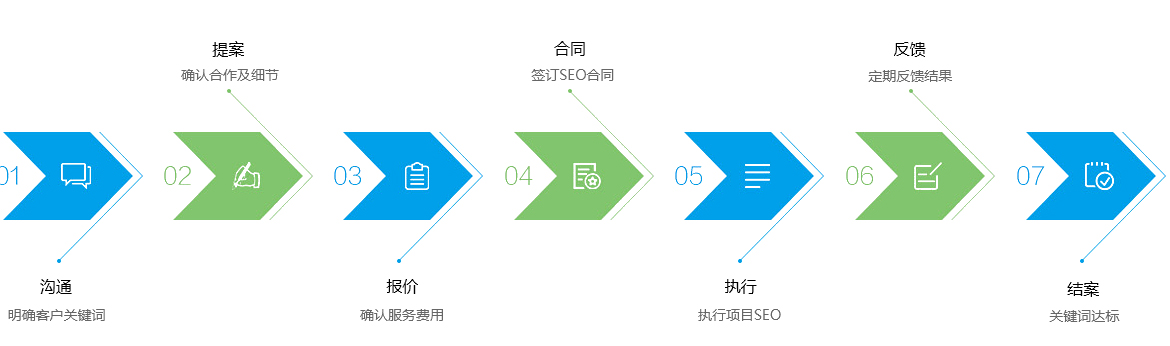 01
沟通
明确客户关键词
提案
确认合作及细节
02
03
报价
确认服务费用
合同
签订SEO合同
04
05
执行
执行项目SEO
反馈
定期反馈结果
06
07
结案
关键词达标